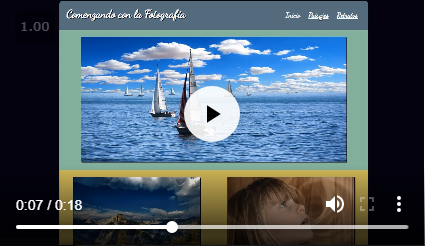 1.00
Comenzando con la Fotografía
Inicio Paisajes Retratos
0:07 / 0:18